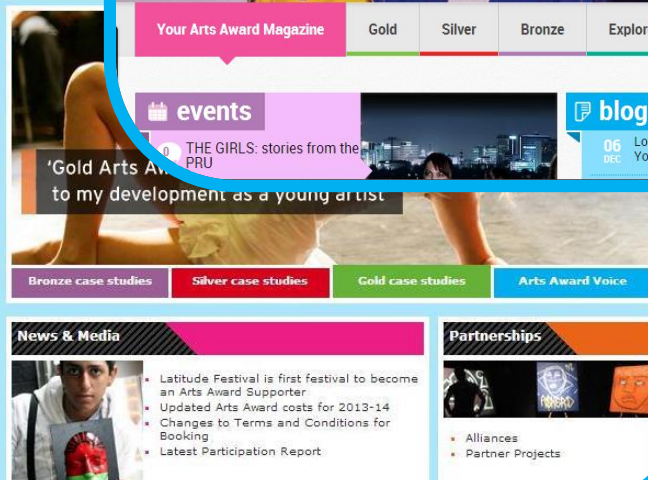 Your Arts Award Magazine
Gold
Silver
Bronze
Explor
events
blog
0
THE GIRLS: stories from the
PRU
06
DEC
Lo
Yo
'Gold Arts Aw
to my development as a young artist
Bronze case studies
Silver case studies
Gold case studies
Arts Award Voice
News & Media
Latitude Festival is first festival to become
an Arts Award Supporter
Updated Arts Award costs for 2013-14
Changes to Terms and Conditions for
Booking
Latest Participation Report
Partnerships
Alliances
Partner Projects